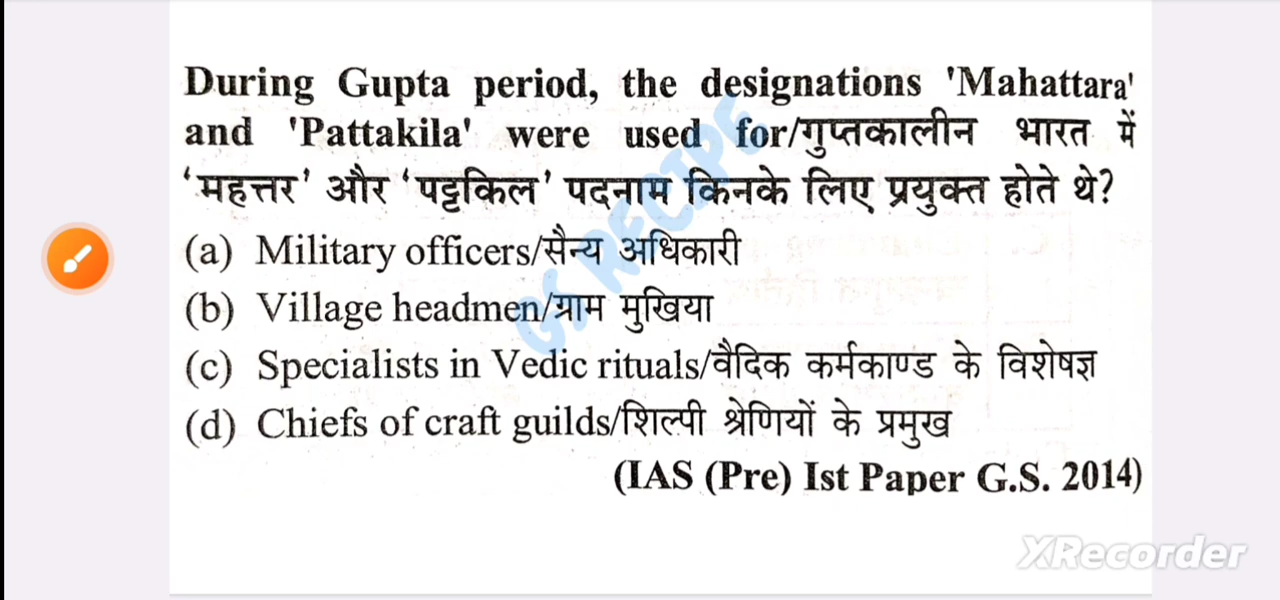 During Gupta period, the designations 'Mahattara'
and 'Pattakila' were used for/गुप्तकालीन भारत में
'महत्तर' और 'पट्टकिल' पदनाम किनके लिए प्रयुक्त होते थे?
(a) Military officers/सैन्य अधिकारी
(b) Village headmen/ग्राम मुखिया
(c) Specialists in Vedic rituals/वैदिक कर्मकाण्ड के विशेषज्ञ
(d) Chiefs of craft guilds/शिल्पी श्रेणियों के प्रमुख
(IAS (Pre) Ist Paper G.S. 2014)
GS RECIPE
XRecorder